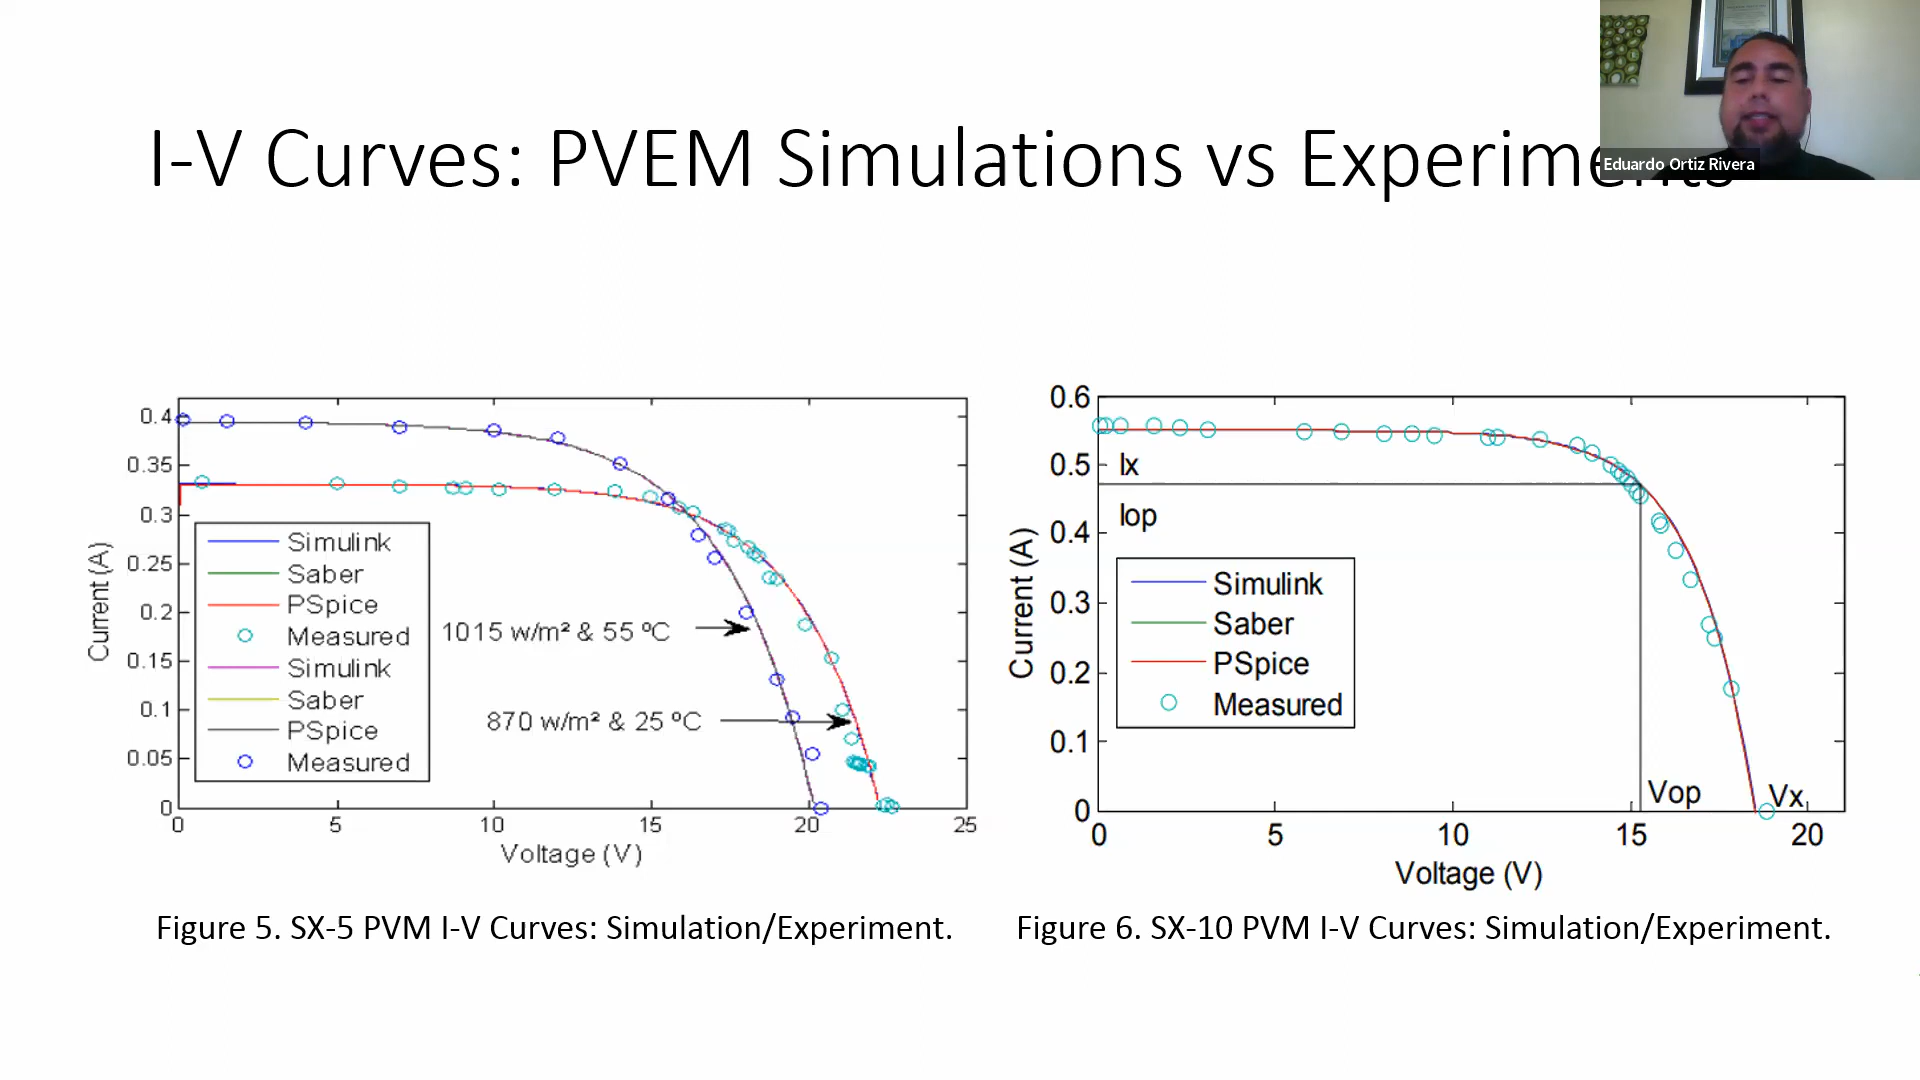 I-V Curves: PVEM Simulations vs Experiments
Eduardo Ortiz Rivera
0.4
0.35
0.3
0.25
0.2
0.15
0.1
0.05
0
Current (A)
Simulink
Saber
PSpice
Measured
Simulink
Saber
PSpice
Measured
1015 w/m² & 55 ºC
870 w/m² & 25 ºC
0 5 10 15 20 25
Voltage (V)
Figure 5. SX-5 PVM I-V Curves: Simulation/Experiment.
0.6
0.5
0.4
0.3
0.2
0.1
0
Current (A)
Ix
Iop
Simulink
Saber
PSpice
Measured
Vop
Vx
0 5 10 15 20
Voltage (V)
Figure 6. SX-10 PVM I-V Curves: Simulation/Experiment.